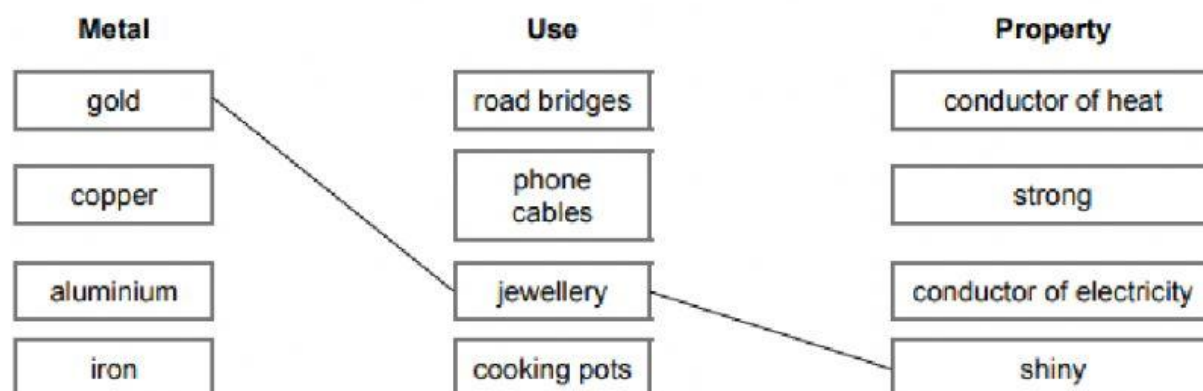 Metal Use Property
gold road bridges conductor of heat
copper phone
cables strong
aluminium jewellery conductor of electricity
iron cooking pots shiny